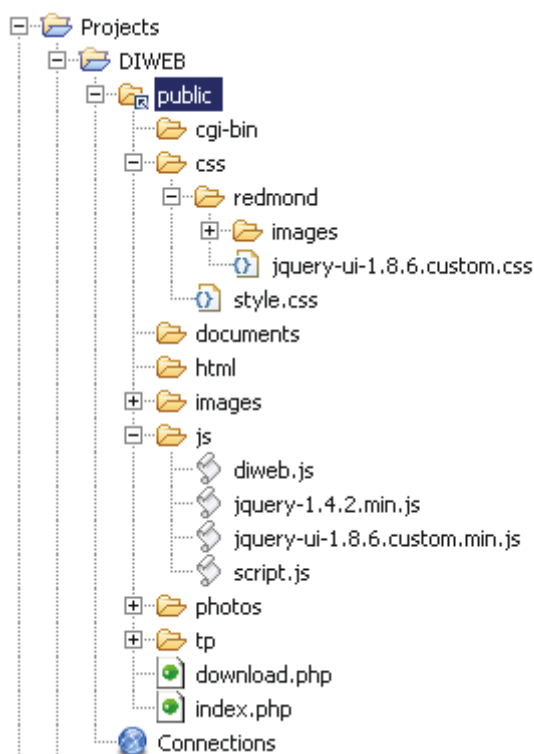 Projects
DIWEB
public
cgi-bin
css
redmond
images
jquery-ui-1.8.6.custom.css
style.css
documents
html
images
js
diweb.js
jquery-1.4.2.min.js
jquery-ui-1.8.6.custom.min.js
script.js
photos
tp
download.php
index.php
Connections